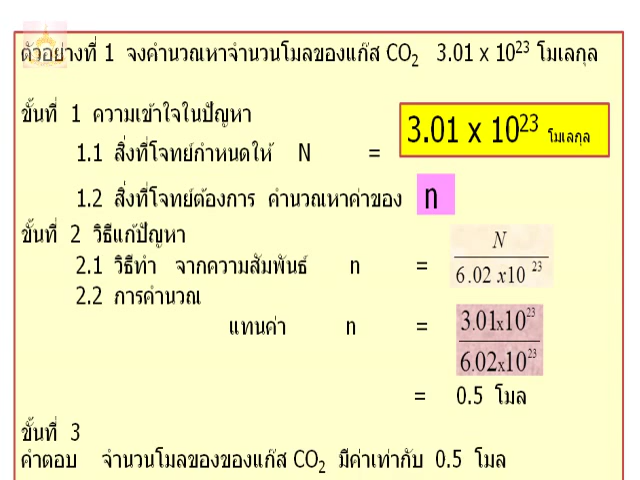 ตัวอย่างที่ 1 จงคำนวณหาจำนวนโมลของแก๊ส CO₂ 3.01 x 10²³ โมเลกุล
ขั้นที่ 1 ความเข้าใจในปัญหา
1.1 สิ่งที่โจทย์กำหนดให้ N = 3.01 x 10²³ โมเลกุล
1.2 สิ่งที่โจทย์ต้องการ คำนวณหาค่าของ n
ขั้นที่ 2 วิธีแก้ปัญหา
2.1 วิธีทำ จากความสัมพันธ์ n = N / 6.02 x10 ²³
2.2 การคำนวณ
แทนค่า n = 3.01x10²³ / 6.02x10²³
= 0.5 โมล
ขั้นที่ 3
คำตอบ จำนวนโมลของของแก๊ส CO₂ มีค่าเท่ากับ 0.5 โมล